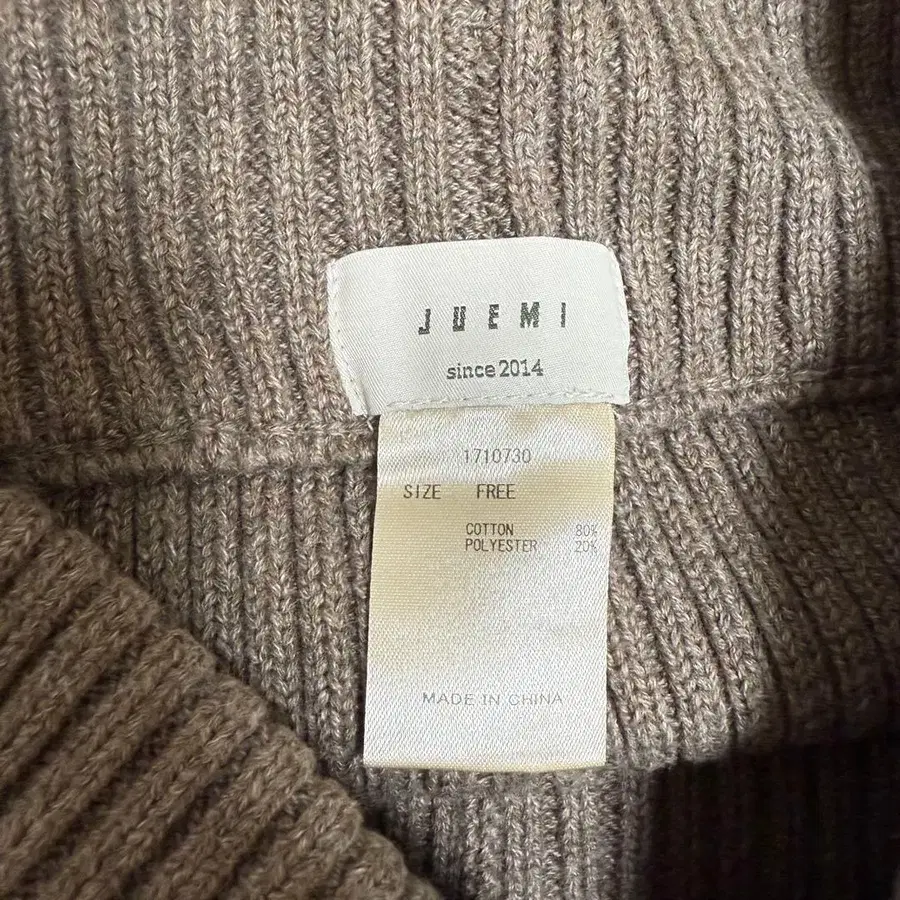 JUEMI
since 2014
1710730
SIZE FREE
COTTON 80%
POLYESTER 20%
MADE IN CHINA